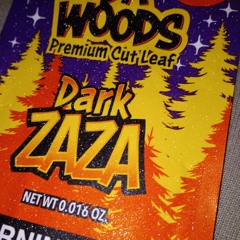 WOODS
Premium Cut Leaf
Dark
ZAZA
NET WT 0.016 OZ.